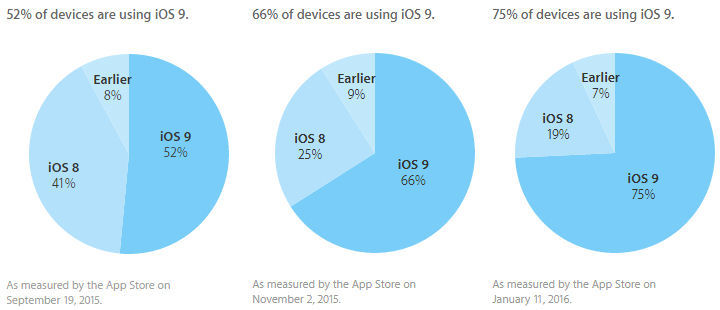 52% of devices are using iOS 9.
Earlier
8%
iOS 9
52%
iOS 8
41%
As measured by the App Store on
September 19, 2015.
66% of devices are using iOS 9.
Earlier
9%
iOS 8
25%
iOS 9
66%
As measured by the App Store on
November 2, 2015.
75% of devices are using iOS 9.
Earlier
7%
iOS 8
19%
iOS 9
75%
As measured by the App Store on
January 11, 2016.